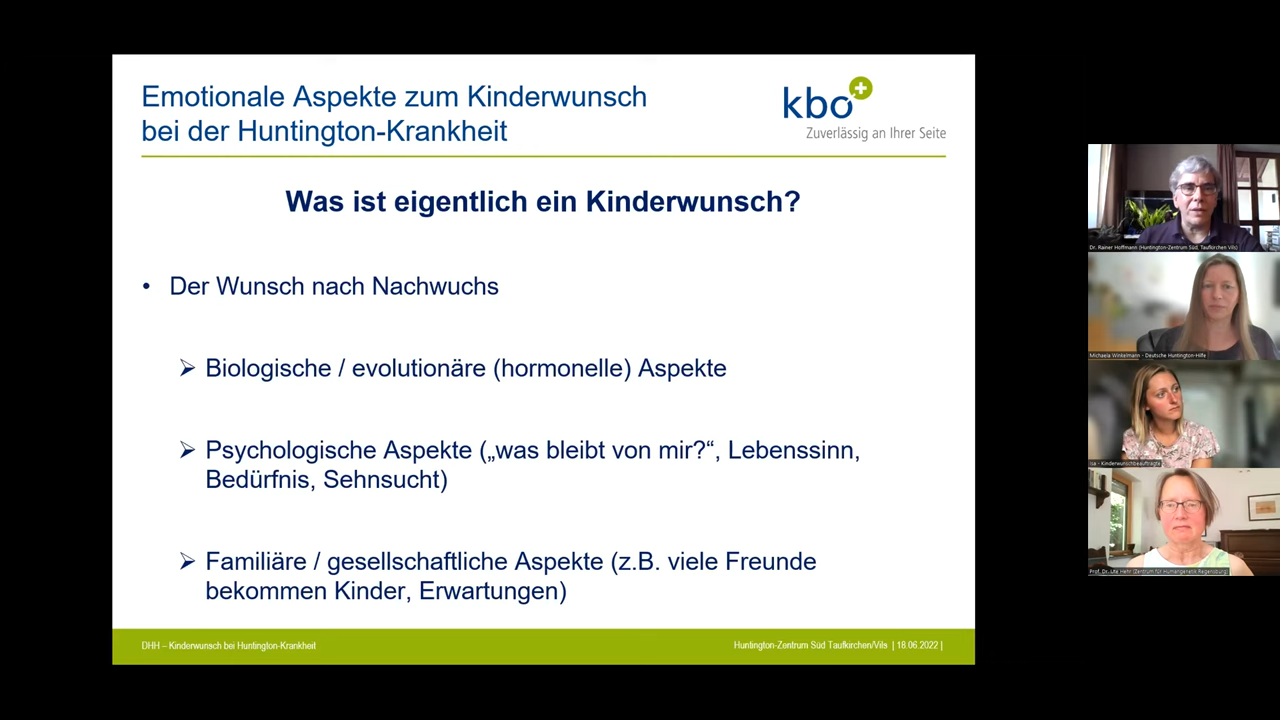 Emotionale Aspekte zum Kinderwunsch
bei der Huntington-Krankheit
kbo
Zuverlässig an Ihrer Seite
Was ist eigentlich ein Kinderwunsch?
• Der Wunsch nach Nachwuchs
➢ Biologische / evolutionäre (hormonelle) Aspekte
➢ Psychologische Aspekte („was bleibt von mir?“, Lebenssinn,
Bedürfnis, Sehnsucht)
➢ Familiäre / gesellschaftliche Aspekte (z.B. viele Freunde
bekommen Kinder, Erwartungen)
DHH – Kinderwunsch bei Huntington-Krankheit
Huntington-Zentrum Süd Taufkirchen/Vils | 18.06.2022 |
Dr. Rainer Hoffmann (Huntington-Zentrum Süd, Taufkirchen Vils)
Michaela Winkelmann - Deutsche Huntington-Hilfe
- Kinderwunschbeauftragte
Prof. Dr. Ute Hehr (Zentrum für Humangenetik Regensburg)